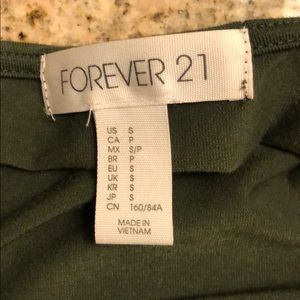 FOREVER 21
US S
CA P
MX S/P
BR P
EU S
UK S
KR S
JP S
CN 160/84A
MADE IN
VIETNAM